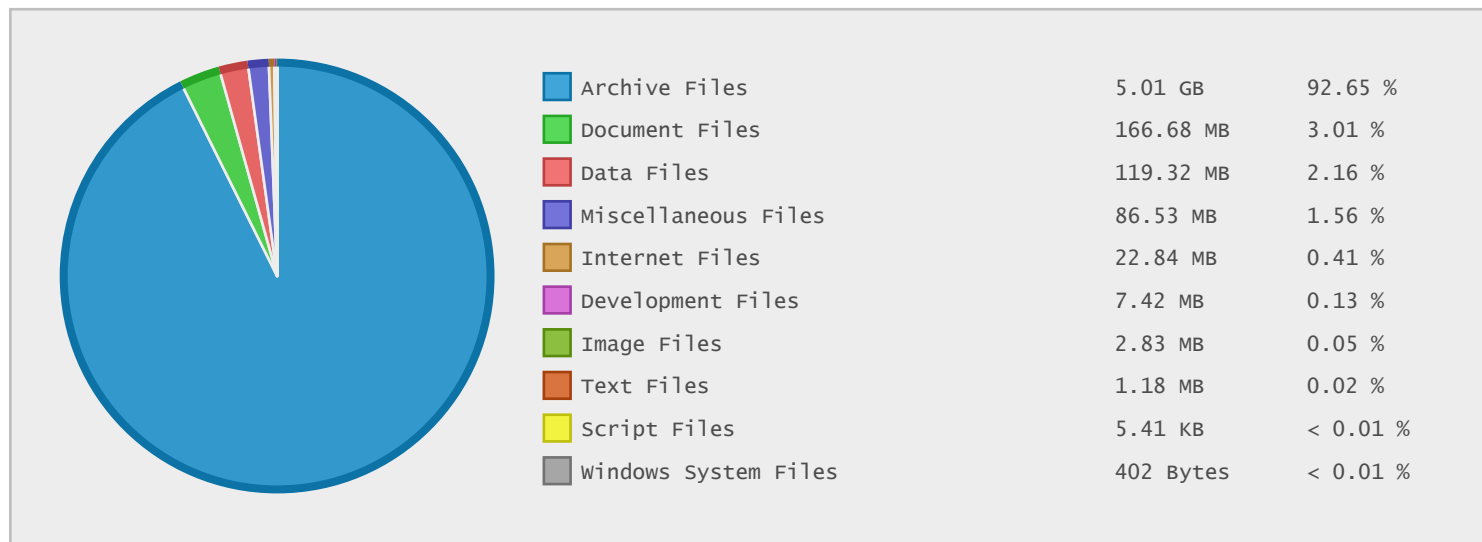 Archive Files 5.01 GB 92.65 %
Document Files 166.68 MB 3.01 %
Data Files 119.32 MB 2.16 %
Miscellaneous Files 86.53 MB 1.56 %
Internet Files 22.84 MB 0.41 %
Development Files 7.42 MB 0.13 %
Image Files 2.83 MB 0.05 %
Text Files 1.18 MB 0.02 %
Script Files 5.41 KB < 0.01 %
Windows System Files 402 Bytes < 0.01 %